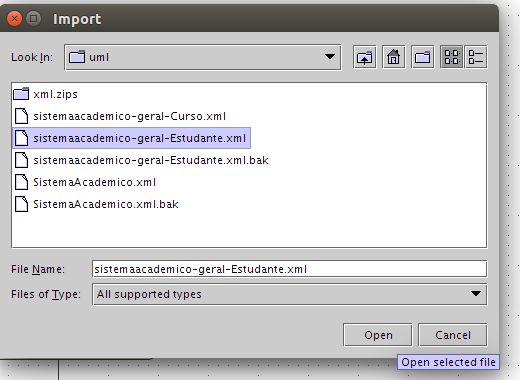 Import
Look In: uml
xml.zips
sistemaacademico-geral-Curso.xml
sistemaacademico-geral-Estudante.xml
sistemaacademico-geral-Estudante.xml.bak
SistemaAcademico.xml
SistemaAcademico.xml.bak
File Name: sistemaacademico-geral-Estudante.xml
Files of Type: All supported types
Open Cancel
Open selected file